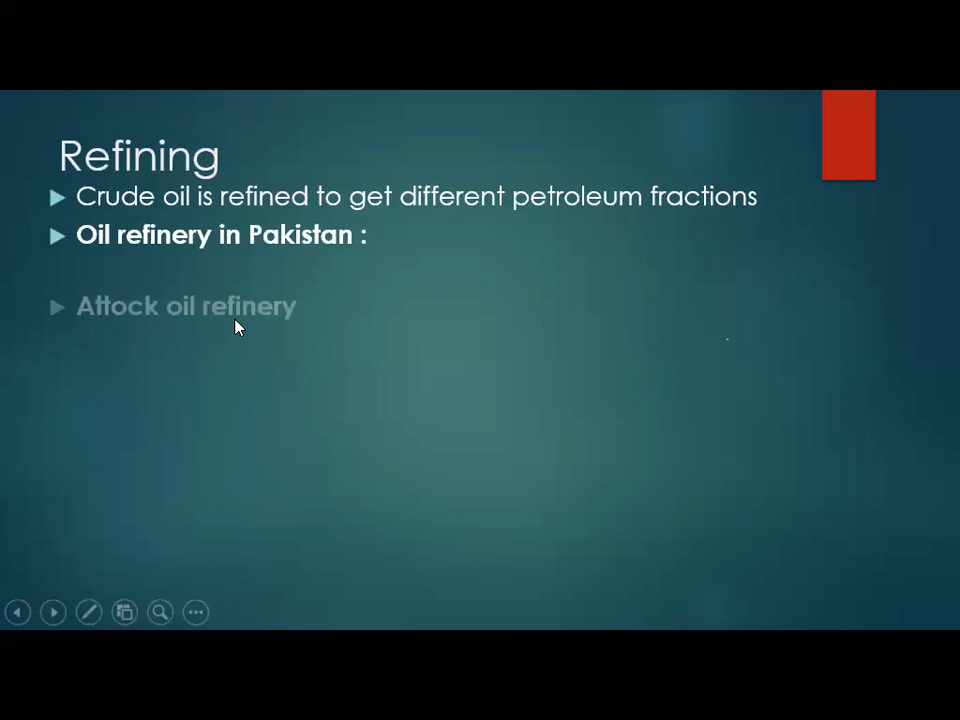 Refining
Crude oil is refined to get different petroleum fractions
Oil refinery in Pakistan :
Attock oil refinery